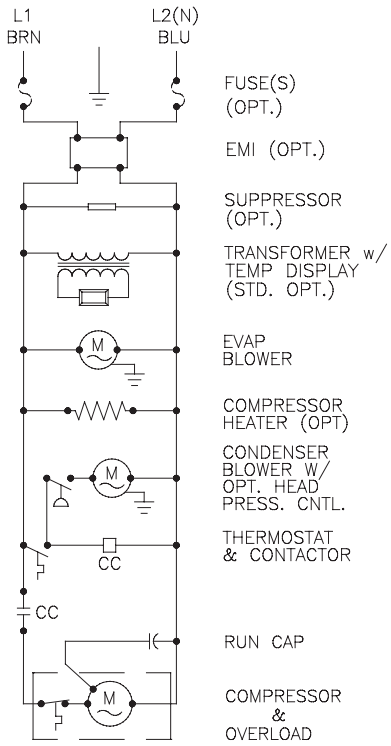 L1
BRN
L2(N)
BLU
FUSE(S)
(OPT.)
EMI (OPT.)
SUPPRESSOR
(OPT.)
TRANSFORMER w/
TEMP DISPLAY
(STD. OPT.)
M
EVAP
BLOWER
COMPRESSOR
HEATER (OPT)
M
CONDENSER
BLOWER W/
OPT. HEAD
PRESS. CNTL.
CC
THERMOSTAT
& CONTACTOR
CC
RUN CAP
M
COMPRESSOR
&
OVERLOAD